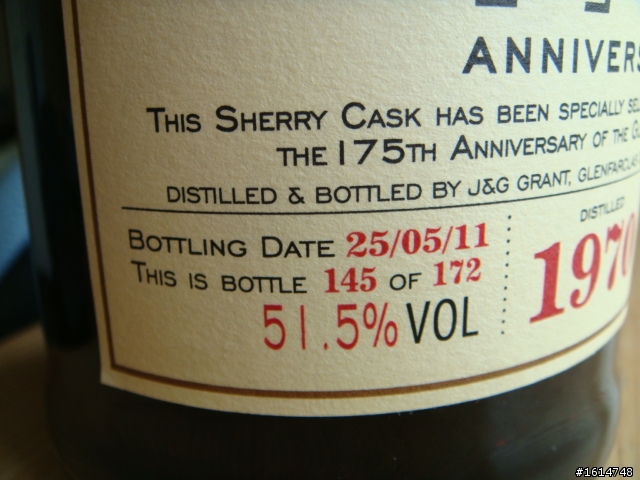 ANNIVERS
THIS SHERRY CASK HAS BEEN SPECIALLY SEL
THE 175TH ANNIVERSARY OF THE
DISTILLED & BOTTLED BY J&G GRANT, GLENFARCLAS
BOTTLING DATE 25/05/11
THIS IS BOTTLE 145 OF 172
51.5% VOL
DISTILLED
1970
#1614748